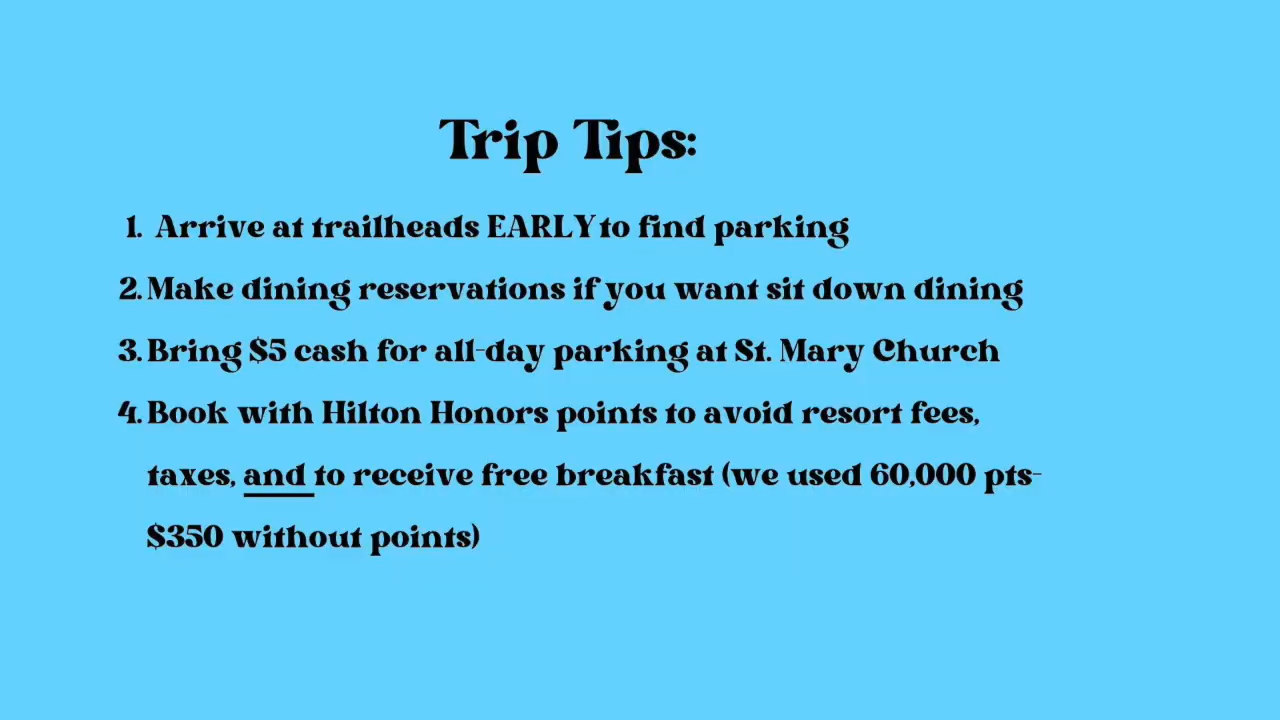 Trip Tips:
1. Arrive at trailheads EARLY to find parking
2. Make dining reservations if you want sit down dining
3. Bring $5 cash for all-day parking at St. Mary Church
4. Book with Hilton Honors points to avoid resort fees,
taxes, and to receive free breakfast (we used 60,000 pts-
$350 without points)